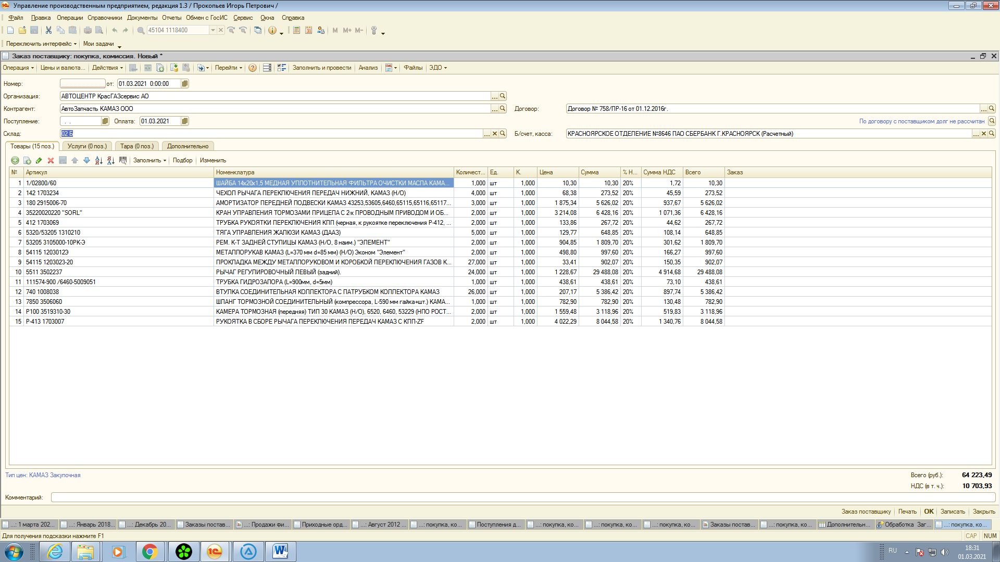 Управление производственным предприятием, редакция 1.3 / Прокопьев Игорь Петрович /
Файл Правка Операции Справочники Документы Отчеты Обмен с ГосИС Сервис Окна Справка
45104 1118400 M M+ M-
Переключить интерфейс Мои задачи
Заказ поставщику: покупка, комиссия. Новый *
Операция Цены и валюта... Действия Перейти Заполнить и провести Анализ Файлы ЭДО
Номер: от: 01.03.2021 0:00:00
Организация: АВТОЦЕНТР КрасГАЗсервис АО
Контрагент: АвтоЗапчасть КАМАЗ ООО Договор: Договор № 758/ПР-16 от 01.12.2016г.
Поступление: . . Оплата: 01.03.2021 По договору с поставщиком долг не рассчитан
Склад: 02 Б Б/счет, касса: КРАСНОЯРСКОЕ ОТДЕЛЕНИЕ №8646 ПАО СБЕРБАНК Г.КРАСНОЯРСК (Расчетный)
Товары (15 поз.) Услуги (0 поз.) Тара (0 поз.) Дополнительно
Заполнить Подбор Изменить
№ Артикул Номенклатура Количест... Ед. К. Цена Сумма % Н... Сумма НДС Всего Заказ
1 1/02800/60 ШАЙБА 14х20х1,5 МЕДНАЯ УПЛОТНИТЕЛЬНАЯ ФИЛЬТРА ОЧИСТКИ МАСЛА КАМА... 1,000 шт 1,000 10,30 10,30 20% 1,72 10,30
2 142 1703234 ЧЕХОЛ РЫЧАГА ПЕРЕКЛЮЧЕНИЯ ПЕРЕДАЧ НИЖНИЙ, КАМАЗ (Н/О) 4,000 шт 1,000 68,38 273,52 20% 45,59 273,52
3 180 2915006-70 АМОРТИЗАТОР ПЕРЕДНЕЙ ПОДВЕСКИ КАМАЗ 43253,53605,6460,65115,65116,65117... 3,000 шт 1,000 1 875,34 5 626,02 20% 937,67 5 626,02
4 35220020220 "SORL" КРАН УПРАВЛЕНИЯ ТОРМОЗАМИ ПРИЦЕПА С 2-х ПРОВОДНЫМ ПРИВОДОМ И ОБ... 2,000 шт 1,000 3 214,08 6 428,16 20% 1 071,36 6 428,16
5 412 1703069 ТРУБКА РУКОЯТКИ ПЕРЕКЛЮЧЕНИЯ КПП (черная, к рукоятке переключения Р-412, ... 2,000 шт 1,000 133,86 267,72 20% 44,62 267,72
6 5320/53205 1310210 ТЯГА УПРАВЛЕНИЯ ЖАЛЮЗИ КАМАЗ (ДААЗ) 5,000 шт 1,000 129,77 648,85 20% 108,14 648,85
7 53205 3105000-10РК-Э РЕМ. К-Т ЗАДНЕЙ СТУПИЦЫ КАМАЗ (Н/О, 8 наим.) "ЭЛЕМЕНТ" 2,000 шт 1,000 904,85 1 809,70 20% 301,62 1 809,70
8 54115 1203012Э МЕТАЛЛОРУКАВ КАМАЗ (L=370 мм d=85 мм) (Н/О) Эконом "Элемент" 2,000 шт 1,000 498,80 997,60 20% 166,27 997,60
9 54115 1203023-20 ПРОКЛАДКА МЕЖДУ МЕТАЛЛОРУКОВОМ И КОРОБКОЙ ПЕРЕКЛЮЧЕНИЯ ГАЗОВ К... 27,000 шт 1,000 33,41 902,07 20% 150,35 902,07
10 5511 3502237 РЫЧАГ РЕГУЛИРОВОЧНЫЙ ЛЕВЫЙ (задний). 24,000 шт 1,000 1 228,67 29 488,08 20% 4 914,68 29 488,08
11 111574-900 /6460-5009051 ТРУБКА ГИДРОЗАПОРА (L=900мм, d=5мм) 1,000 шт 1,000 438,61 438,61 20% 73,10 438,61
12 740 1008038 ВТУЛКА СОЕДИНИТЕЛЬНАЯ КОЛЛЕКТОРА С ПАТРУБКОМ КОЛЛЕКТОРА КАМАЗ 26,000 шт 1,000 207,17 5 386,42 20% 897,74 5 386,42
13 7850 3506060 ШЛАНГ ТОРМОЗНОЙ СОЕДИНИТЕЛЬНЫЙ (компрессора, L-590 мм гайка+шт.) КАМА... 1,000 шт 1,000 782,90 782,90 20% 130,48 782,90
14 Р100 3519310-30 КАМЕРА ТОРМОЗНАЯ (передняя) ТИП 30 КАМАЗ (Н/О), 6520, 6460, 53229 (НПО РОСТ... 2,000 шт 1,000 1 559,48 3 118,96 20% 519,83 3 118,96
15 Р-413 1703007 РУКОЯТКА В СБОРЕ РЫЧАГА ПЕРЕКЛЮЧЕНИЯ ПЕРЕДАЧ КАМАЗ С КПП-ZF 2,000 шт 1,000 4 022,29 8 044,58 20% 1 340,76 8 044,58
Тип цен: КАМАЗ Закупочная Всего (руб.): 64 223,49
НДС (в т. ч.): 10 703,93
Комментарий:
Заказ поставщику Печать OK Записать Закрыть
...: 1 марта 202... ...: Январь 2018... ...: Декабрь 20... Заказы постав... ...: Продажи фи... Приходные орд... ...: Август 2012 ... ...: покупка, ко... Поступления д... ...: покупка, ко... ...: покупка, ко... ...: покупка, ко... Заказы постав... ...: покупка, ко... Дополнительн... Обработка Заг... ...: покупка, ко...
Для получения подсказки нажмите F1 CAP NUM
RU 18:31
01.03.2021